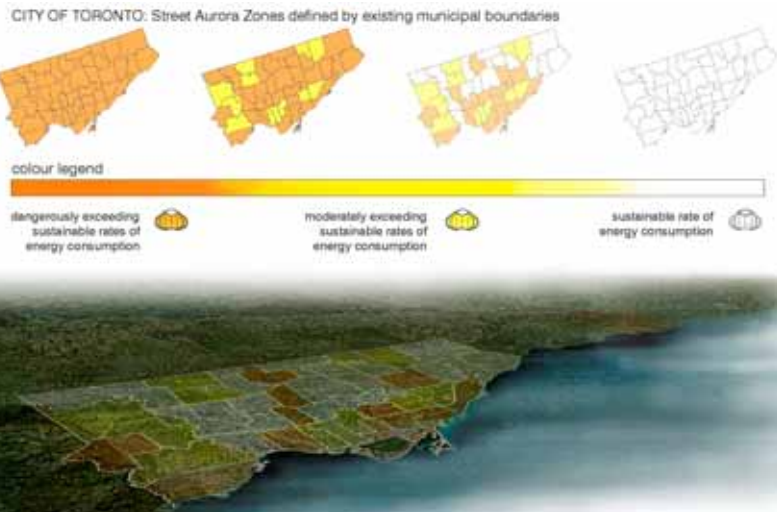 CITY OF TORONTO: Street Aurora Zones defined by existing municipal boundaries
colour legend
dangerously exceeding
sustainable rates of
energy consumption
moderately exceeding
sustainable rates of
energy consumption
sustainable rate of
energy consumption